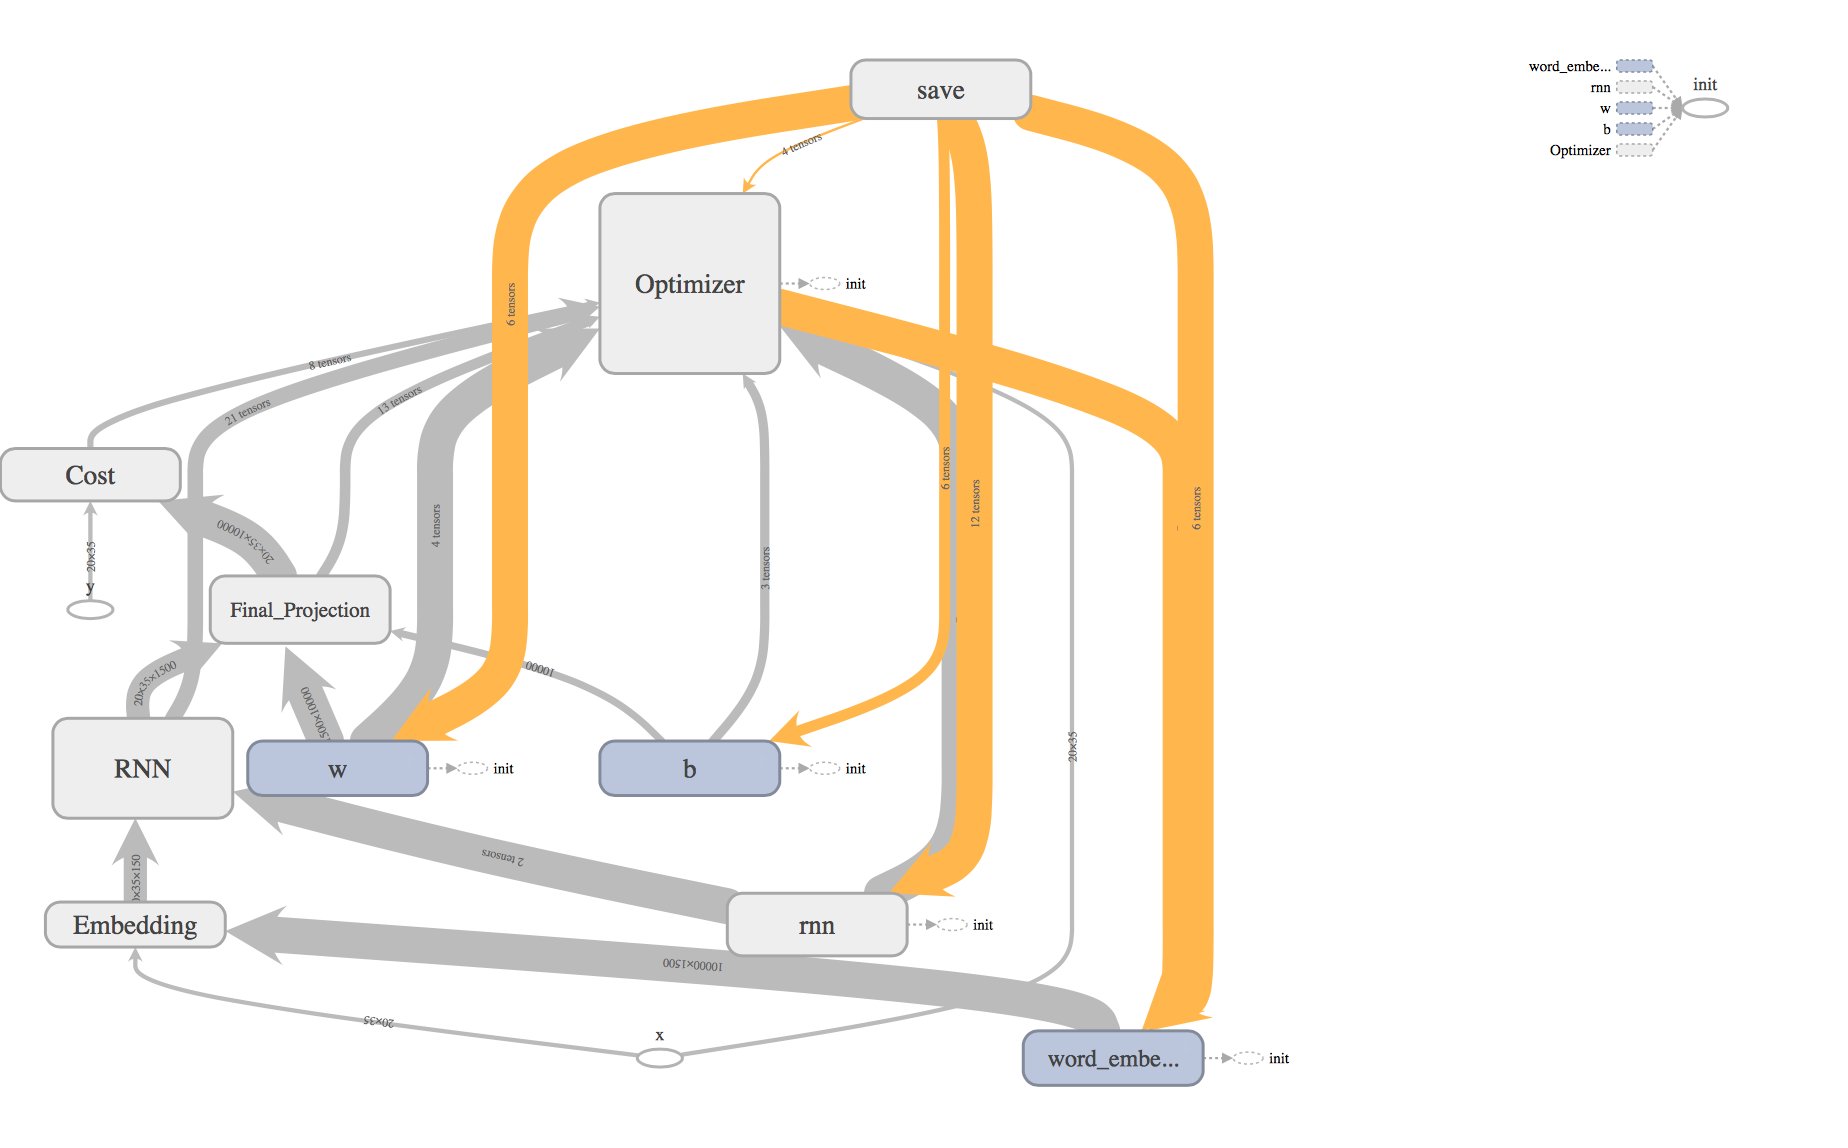 save
word_embe...
rnn
w
b
Optimizer
init
4 tensors
Optimizer
init
6 tensors
8 tensors
21 tensors
13 tensors
Cost
20×35×10000
4 tensors
6 tensors
12 tensors
6 tensors
20×35
y
3 tensors
Final_Projection
10000
20×35×1500
500×10000
RNN
w
init
b
init
20×35
2 tensors
×35×150
Embedding
rnn
init
10000×1500
20×35
x
word_embe...
init